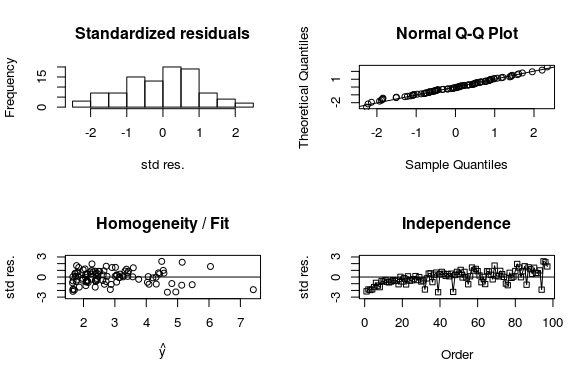 Standardized residuals
Frequency
15
0
-2 -1 0 1 2
std res.
Normal Q-Q Plot
Theoretical Quantiles
1
-2
-2 -1 0 1 2
Sample Quantiles
Homogeneity / Fit
std res.
3
0
-3
2 3 4 5 6 7
ŷ
Independence
std res.
3
0
-3
0 20 40 60 80 100
Order